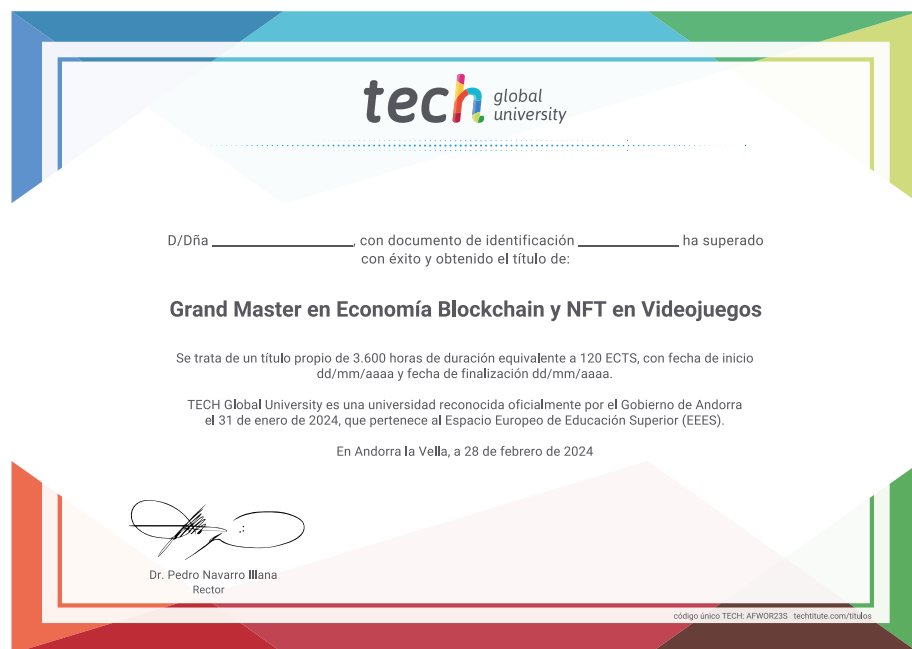 tech global university
D/Dña ___________________, con documento de identificación ______________ ha superado
con éxito y obtenido el título de:
Grand Master en Economía Blockchain y NFT en Videojuegos
Se trata de un título propio de 3.600 horas de duración equivalente a 120 ECTS, con fecha de inicio
dd/mm/aaaa y fecha de finalización dd/mm/aaaa.
TECH Global University es una universidad reconocida oficialmente por el Gobierno de Andorra
el 31 de enero de 2024, que pertenece al Espacio Europeo de Educación Superior (EEES).
En Andorra la Vella, a 28 de febrero de 2024
Dr. Pedro Navarro Illana
Rector
código único TECH: AFWOR23S techtitute.com/titulos